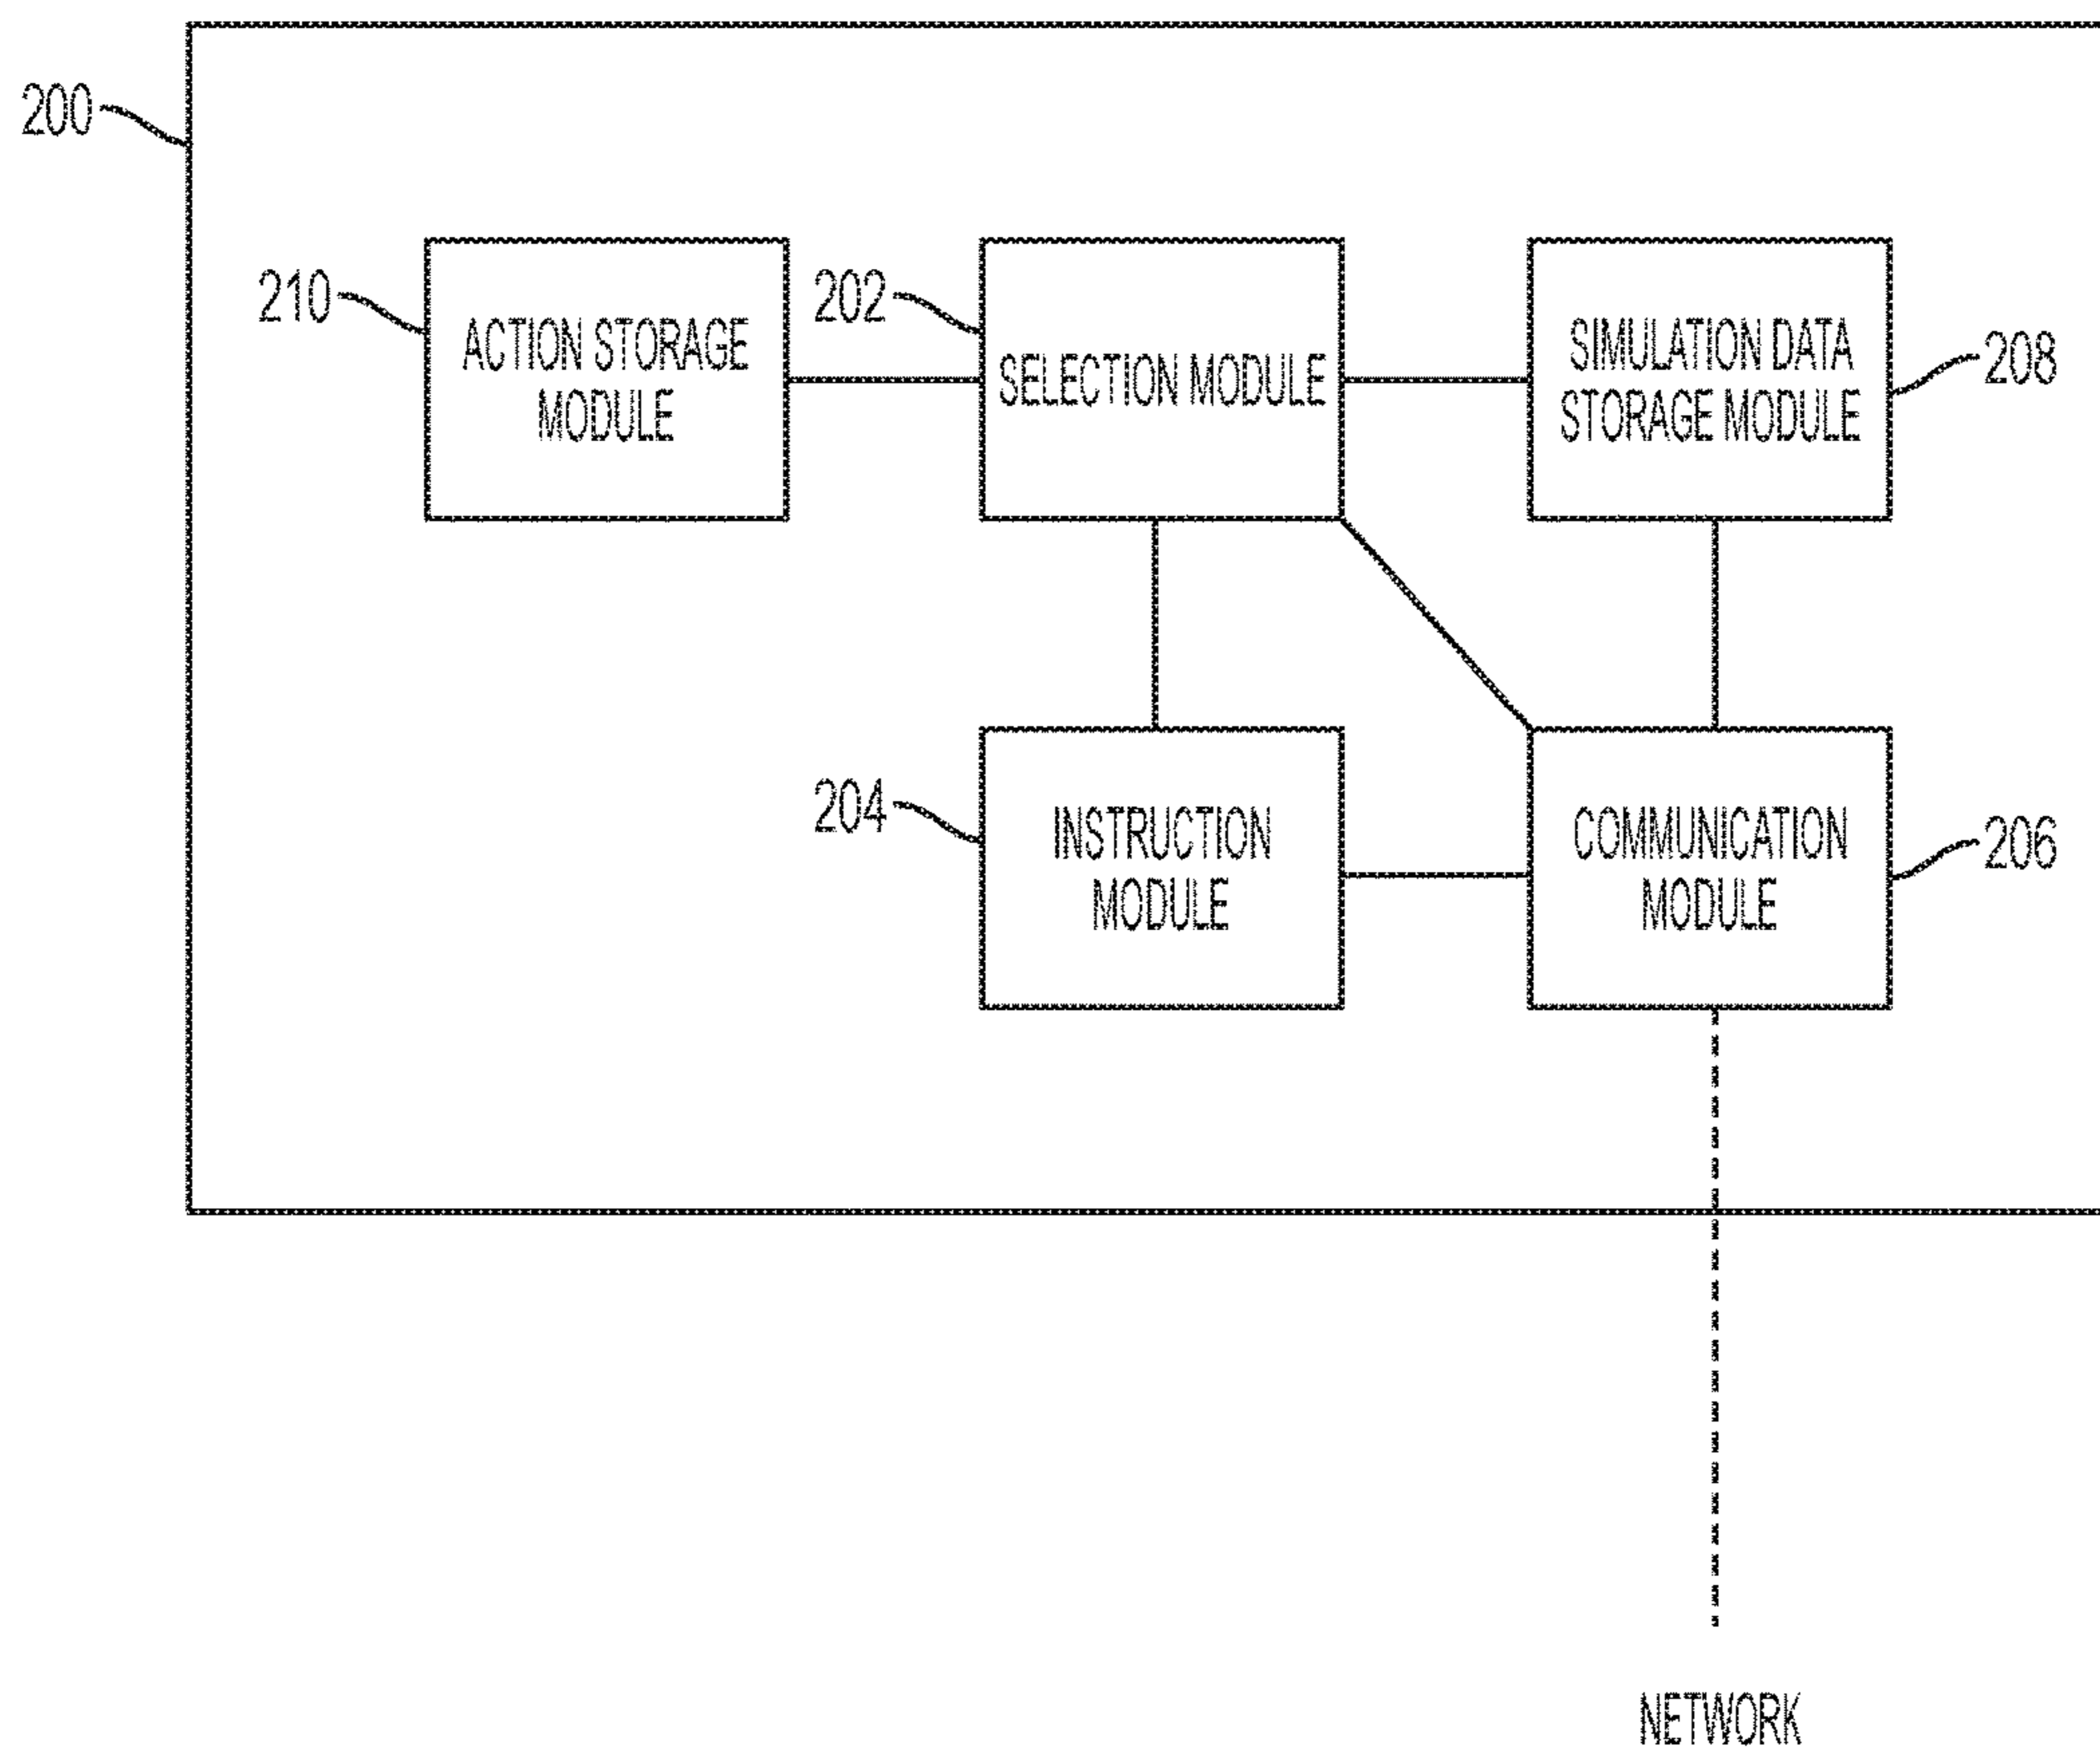 200
210
ACTION STORAGE
MODULE
202
SELECTION MODULE
SIMULATION DATA
STORAGE MODULE
208
204
INSTRUCTION
MODULE
COMMUNICATION
MODULE
206
NETWORK